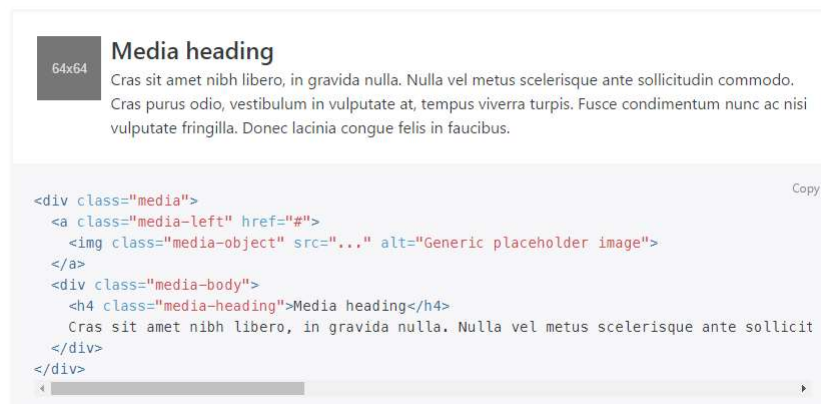 64x64
Media heading
Cras sit amet nibh libero, in gravida nulla. Nulla vel metus scelerisque ante sollicitudin commodo.
Cras purus odio, vestibulum in vulputate at, tempus viverra turpis. Fusce condimentum nunc ac nisi
vulputate fringilla. Donec lacinia congue felis in faucibus.
Copy
<div class="media">
  <a class="media-left" href="#">
    <img class="media-object" src="..." alt="Generic placeholder image">
  </a>
  <div class="media-body">
    <h4 class="media-heading">Media heading</h4>
    Cras sit amet nibh libero, in gravida nulla. Nulla vel metus scelerisque ante sollicit
  </div>
</div>